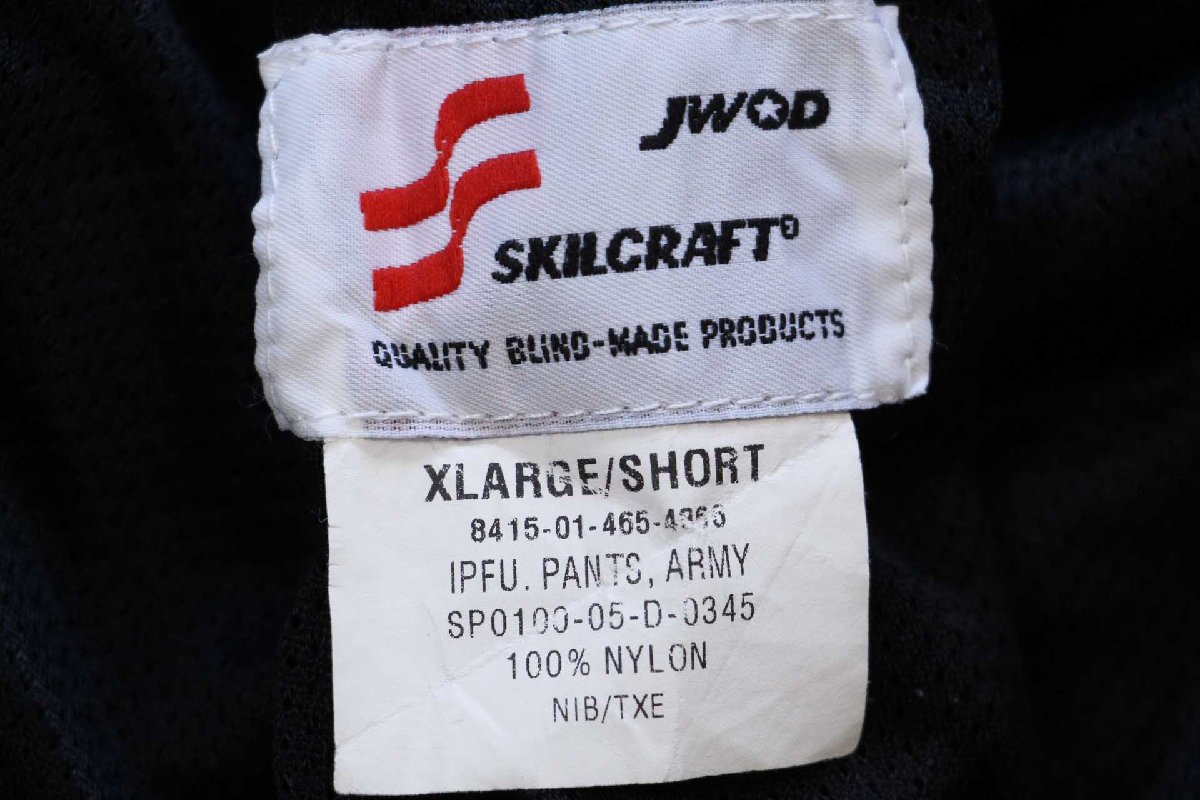 JWOD
SKILCRAFT®
QUALITY BLIND-MADE PRODUCTS
XLARGE/SHORT
IPFU. PANTS, ARMY
SP0100-05-D-0345
100% NYLON
NIB/TXE